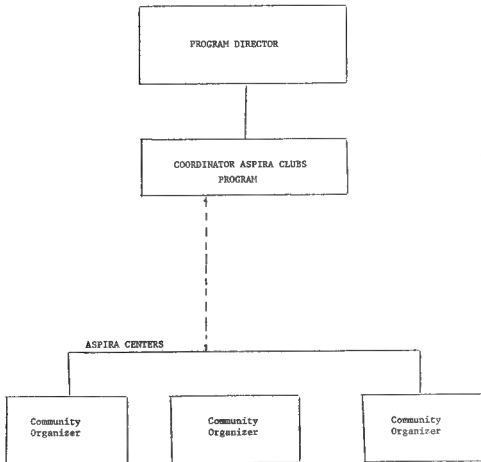 PROGRAM DIRECTOR
COORDINATOR ASPIRA CLUBS
PROGRAM
ASPIRA CENTERS
Community
Organizer
Community
Organizer
Community
Organizer